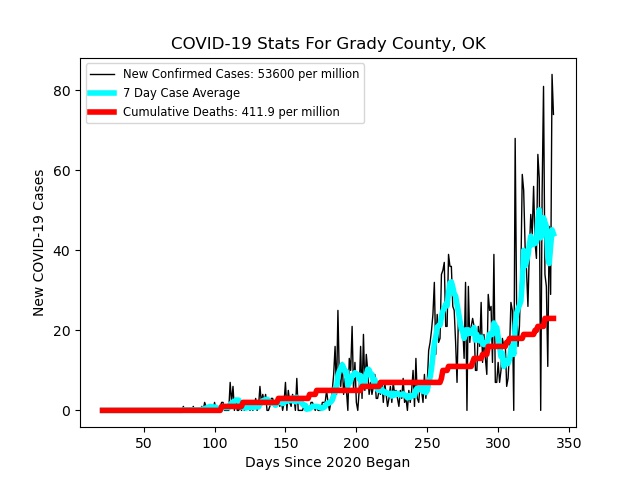 COVID-19 Stats For Grady County, OK
New Confirmed Cases: 53600 per million
7 Day Case Average
Cumulative Deaths: 411.9 per million
New COVID-19 Cases
80
60
40
20
0
50
100
150
200
250
300
350
Days Since 2020 Began